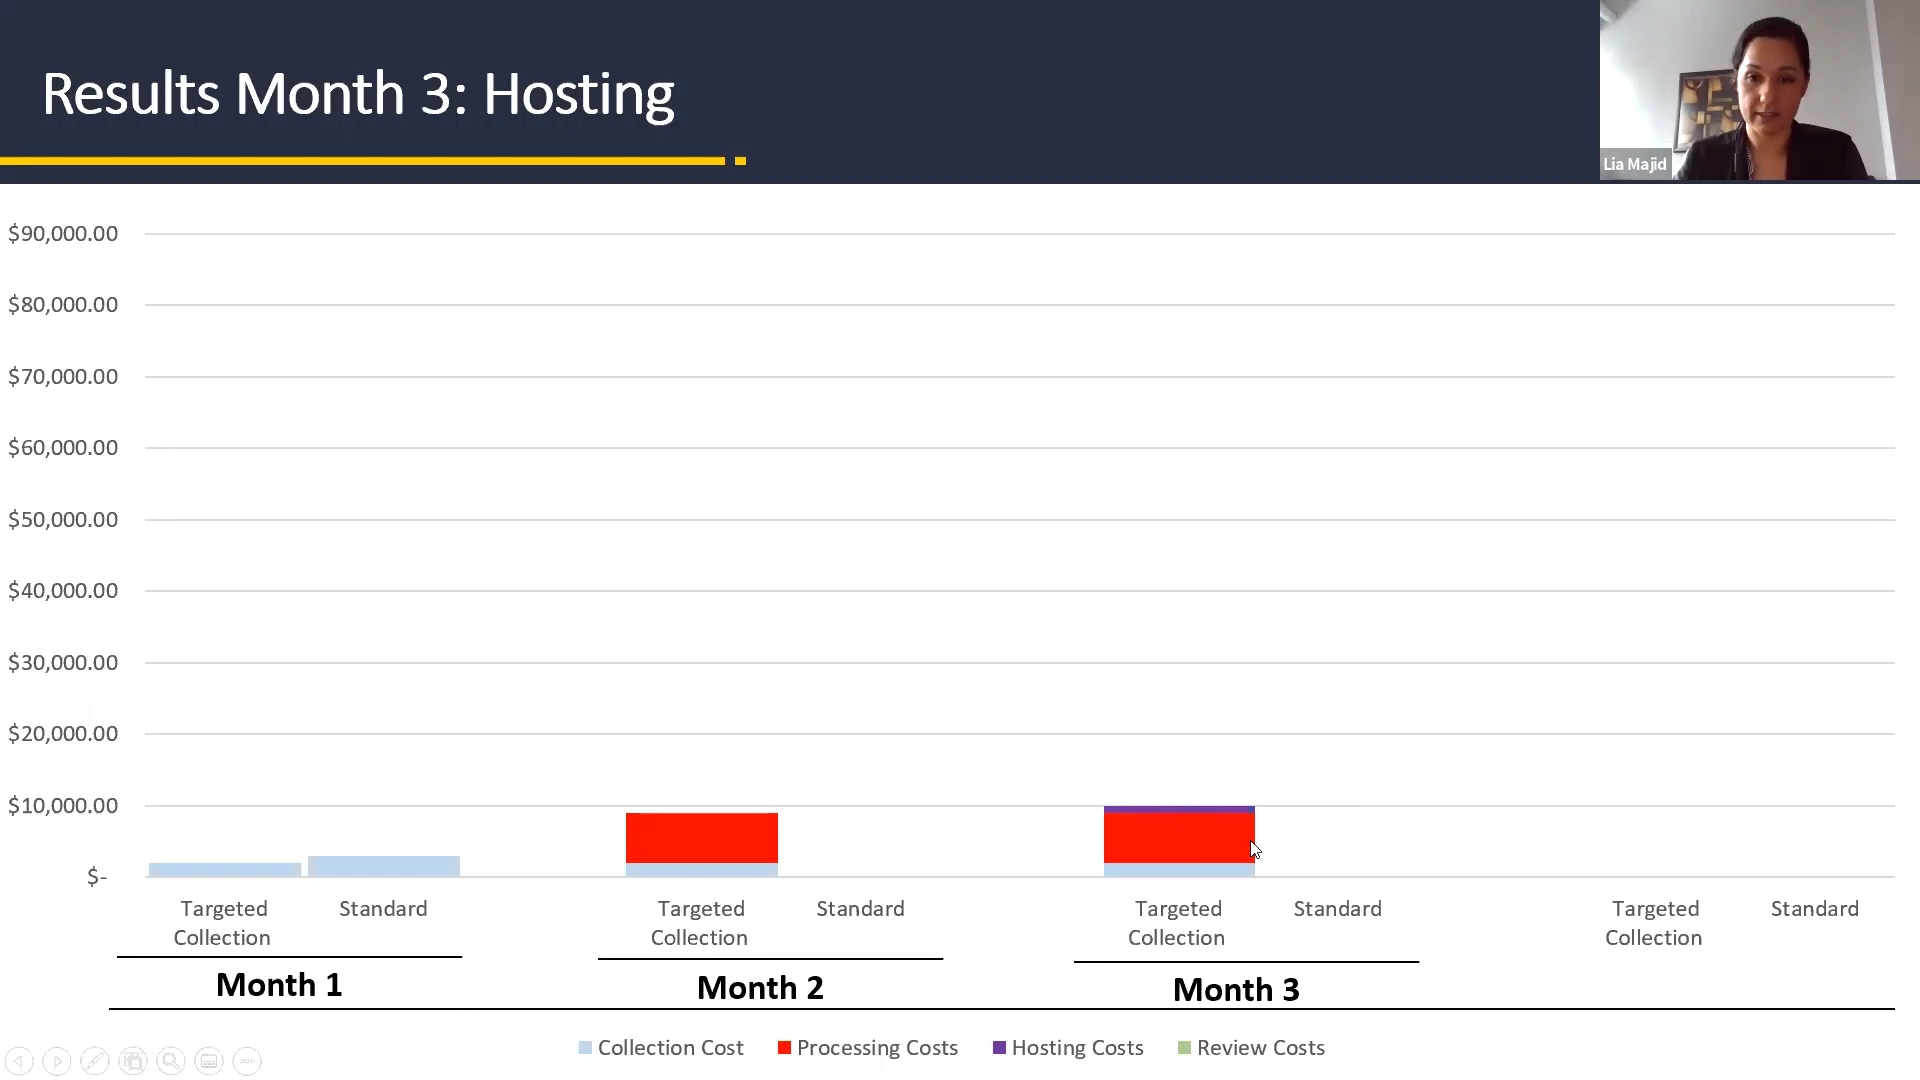 Results Month 3: Hosting
Lia Majid
$90,000.00
$80,000.00
$70,000.00
$60,000.00
$50,000.00
$40,000.00
$30,000.00
$20,000.00
$10,000.00
$-
Targeted Collection
Standard
Targeted Collection
Standard
Targeted Collection
Standard
Targeted Collection
Standard
Month 1
Month 2
Month 3
Collection Cost
Processing Costs
Hosting Costs
Review Costs